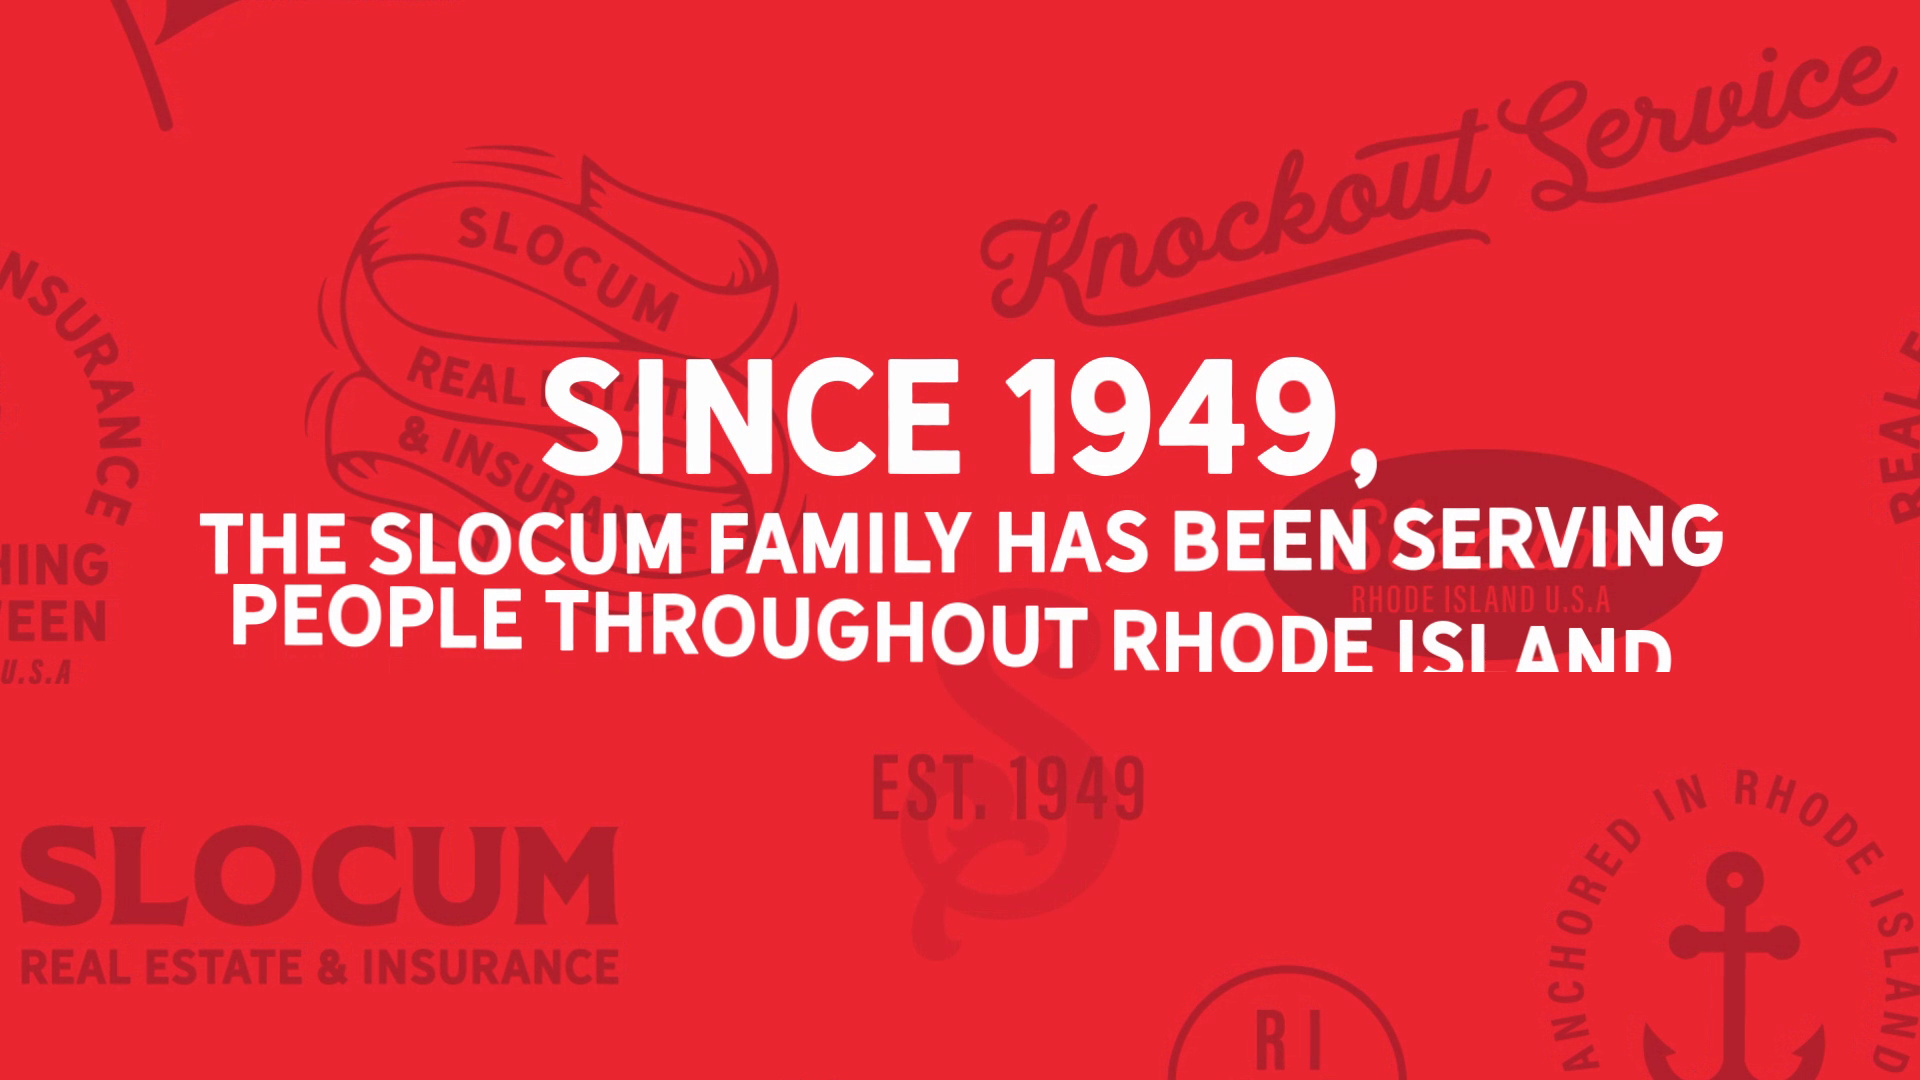 Knockout Service
SLOCUM
REAL ESTATE
& INSURANCE
NSURANCE
SINCE 1949,
THE SLOCUM FAMILY HAS BEEN SERVING
PEOPLE THROUGHOUT RHODE ISLAND
Slocum
RHODE ISLAND U.S.A
REAL E
HING
EEN
U.S.A
S
EST. 1949
SLOCUM
REAL ESTATE & INSURANCE
ANCHORED IN RHODE ISLAND
RI